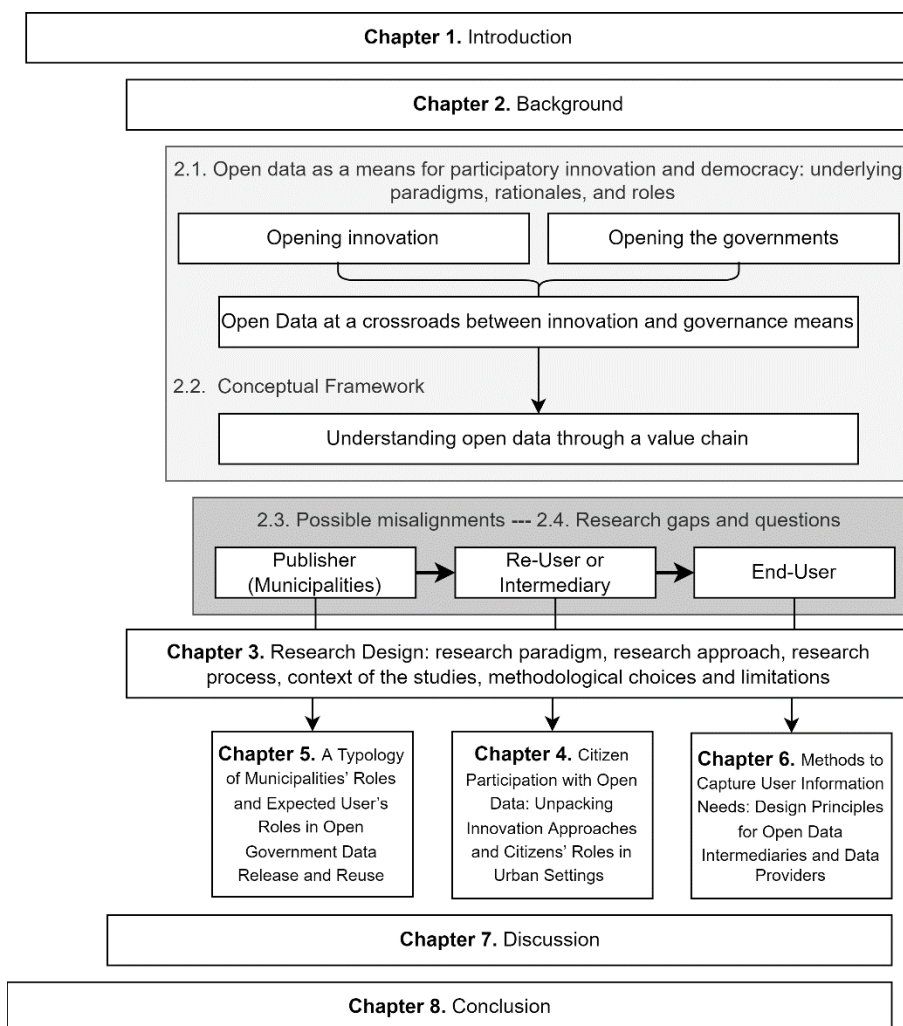 Chapter 1. Introduction
Chapter 2. Background
2.1. Open data as a means for participatory innovation and democracy: underlying
paradigms, rationales, and roles
Opening innovation
Opening the governments
Open Data at a crossroads between innovation and governance means
2.2. Conceptual Framework
Understanding open data through a value chain
2.3. Possible misalignments --- 2.4. Research gaps and questions
Publisher
(Municipalities)
Re-User or
Intermediary
End-User
Chapter 3. Research Design: research paradigm, research approach, research
process, context of the studies, methodological choices and limitations
Chapter 5. A Typology
of Municipalities’ Roles
and Expected User’s
Roles in Open
Government Data
Release and Reuse
Chapter 4. Citizen
Participation with Open
Data: Unpacking
Innovation Approaches
and Citizens’ Roles in
Urban Settings
Chapter 6. Methods to
Capture User Information
Needs: Design Principles
for Open Data
Intermediaries and Data
Providers
Chapter 7. Discussion
Chapter 8. Conclusion